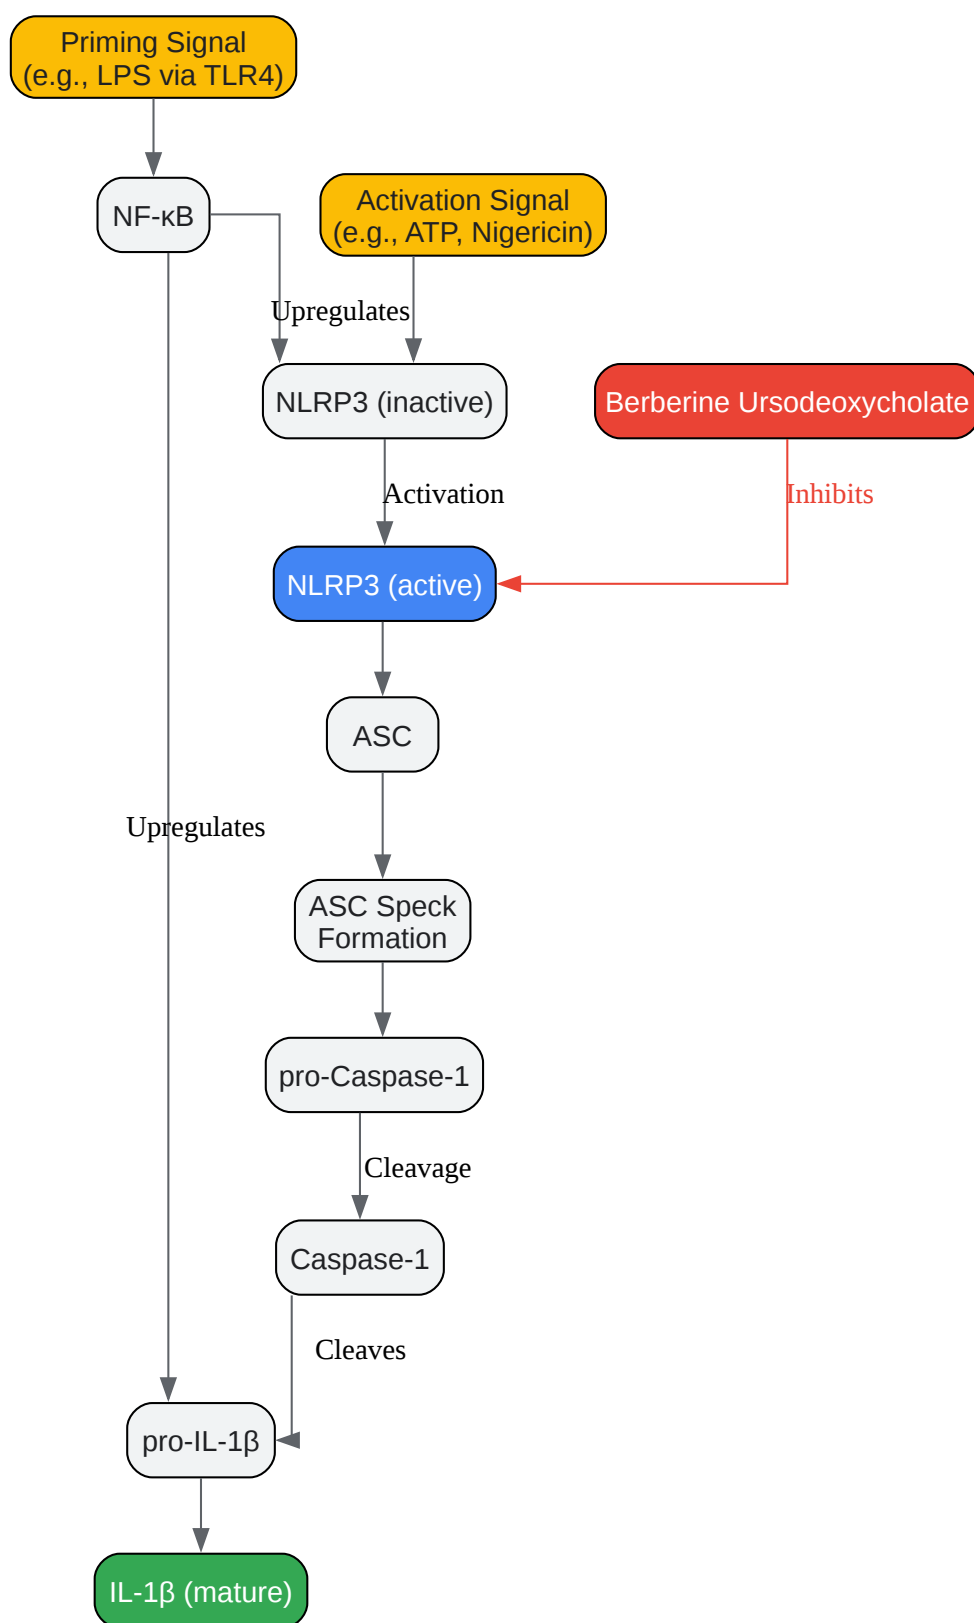 Priming Signal
(e.g., LPS via TLR4)
NF-κB
Activation Signal
(e.g., ATP, Nigericin)
Upregulates
NLRP3 (inactive)
Berberine Ursodeoxycholate
Activation
Inhibits
NLRP3 (active)
ASC
Upregulates
ASC Speck
Formation
pro-Caspase-1
Cleavage
Caspase-1
Cleaves
pro-IL-1β
IL-1β (mature)